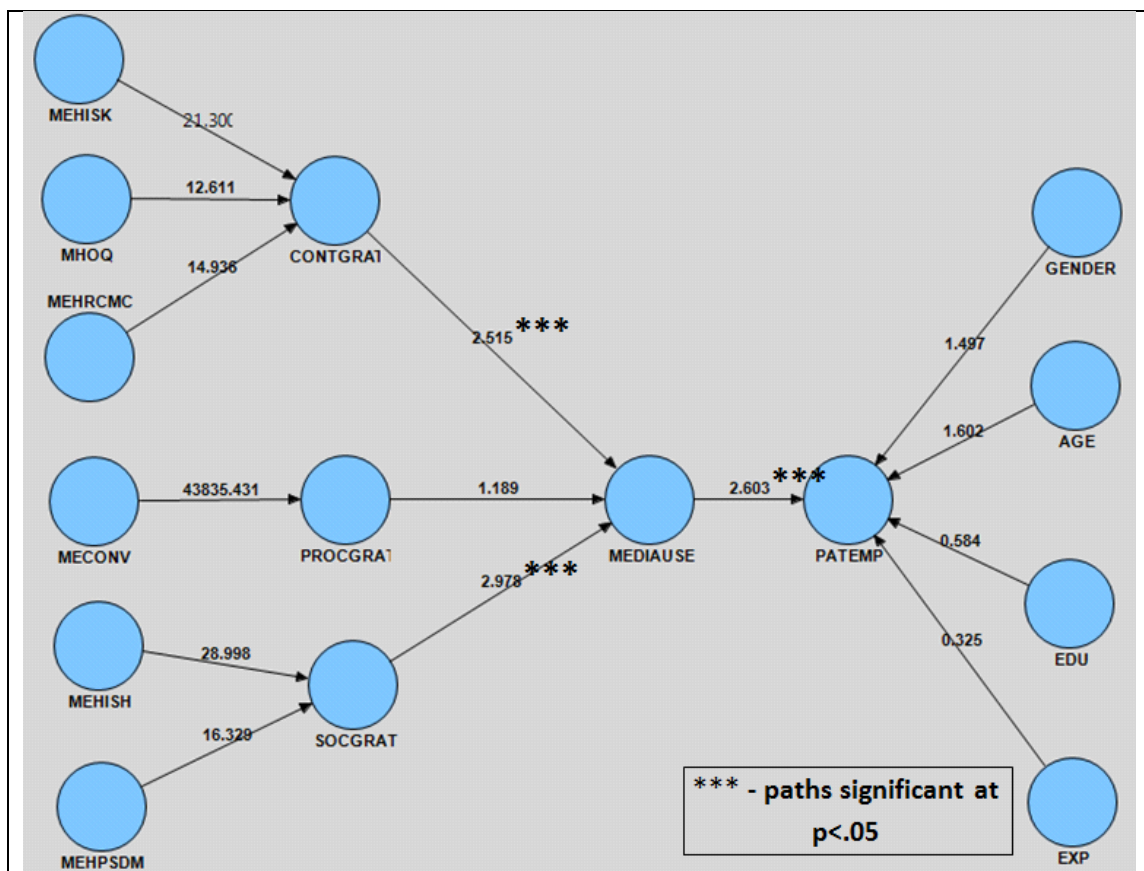 MEHISK
21.300
MHOQ
12.611
CONTGRAT
14.936
MEHRCMC
GENDER
2.515***
1.497
AGE
1.602
MECONV
43835.431
PROCGRAT
1.189
MEDIAUSE
2.603***
PATEMP
0.584
EDU
2.978***
0.325
MEHISH
28.998
SOCGRAT
16.329
MEHPSDM
EXP
*** - paths significant at
p<.05